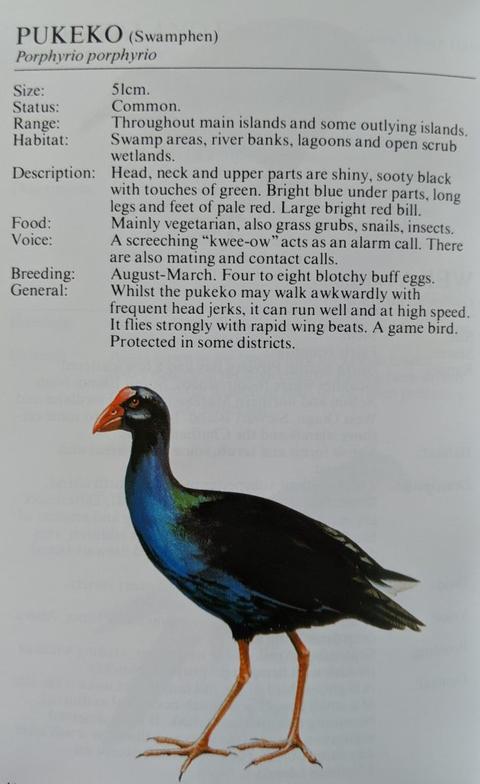 PUKEKO (Swamphen)
Porphyrio porphyrio
Size: 51cm.
Status: Common.
Range: Throughout main islands and some outlying islands.
Habitat: Swamp areas, river banks, lagoons and open scrub
wetlands.
Description: Head, neck and upper parts are shiny, sooty black
with touches of green. Bright blue under parts, long
legs and feet of pale red. Large bright red bill.
Food: Mainly vegetarian, also grass grubs, snails, insects.
Voice: A screeching “kwee-ow” acts as an alarm call. There
are also mating and contact calls.
Breeding: August-March. Four to eight blotchy buff eggs.
General: Whilst the pukeko may walk awkwardly with
frequent head jerks, it can run well and at high speed.
It flies strongly with rapid wing beats. A game bird.
Protected in some districts.